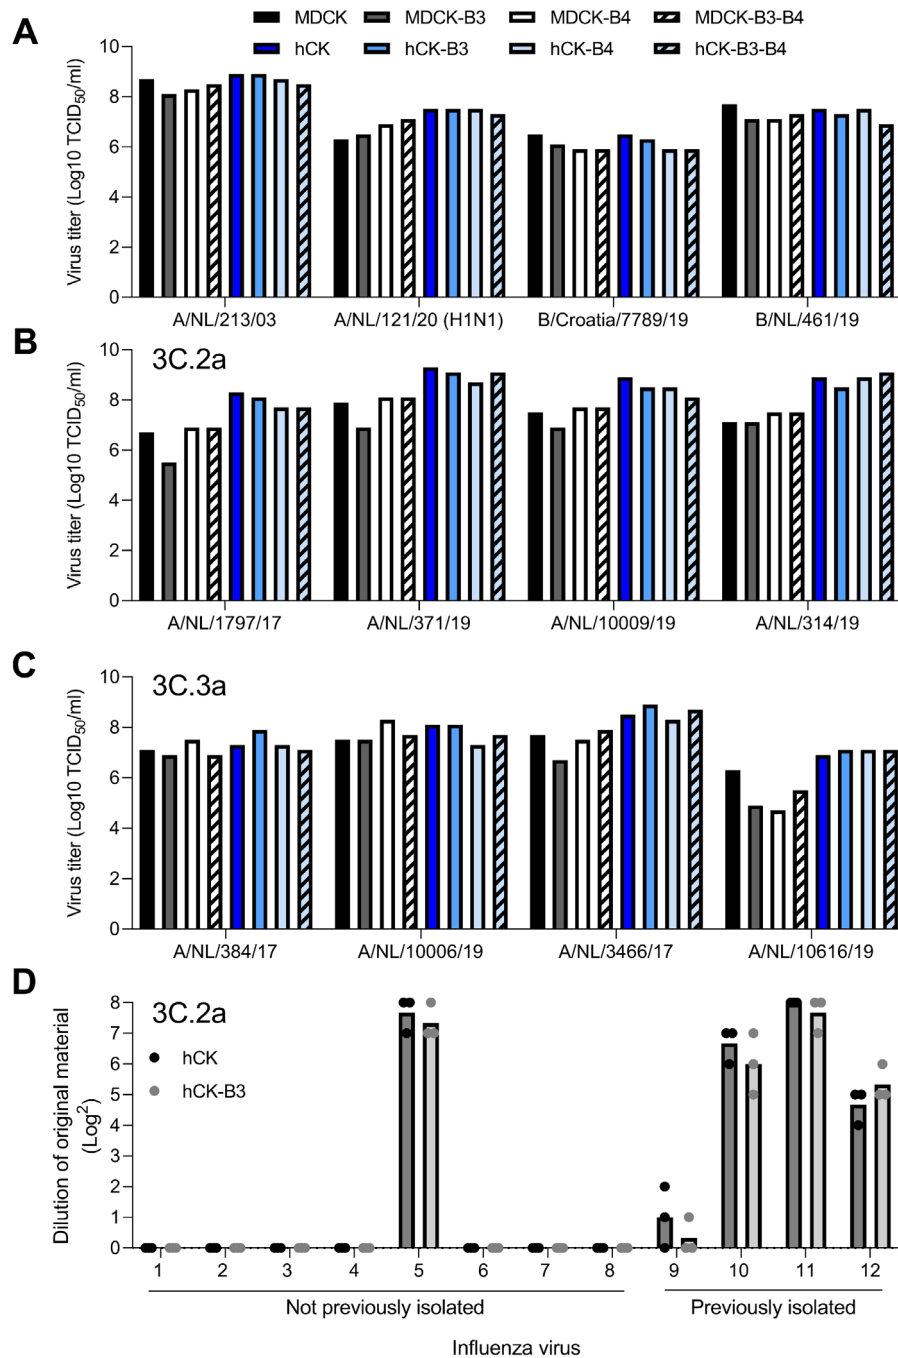 A
MDCK MDCK-B3 MDCK-B4 MDCK-B3-B4
hCK hCK-B3 hCK-B4 hCK-B3-B4
Virus titer (Log10 TCID50/ml)
10
8
6
4
2
0
A/NL/213/03 A/NL/121/20 (H1N1) B/Croatia/7789/19 B/NL/461/19
B
3C.2a
Virus titer (Log10 TCID50/ml)
10
8
6
4
2
0
A/NL/1797/17 A/NL/371/19 A/NL/10009/19 A/NL/314/19
C
3C.3a
Virus titer (Log10 TCID50/ml)
10
8
6
4
2
0
A/NL/384/17 A/NL/10006/19 A/NL/3466/17 A/NL/10616/19
D
3C.2a
hCK
hCK-B3
Dilution of original material
(Log2)
8
7
6
5
4
3
2
1
0
1 2 3 4 5 6 7 8 9 10 11 12
Not previously isolated Previously isolated
Influenza virus